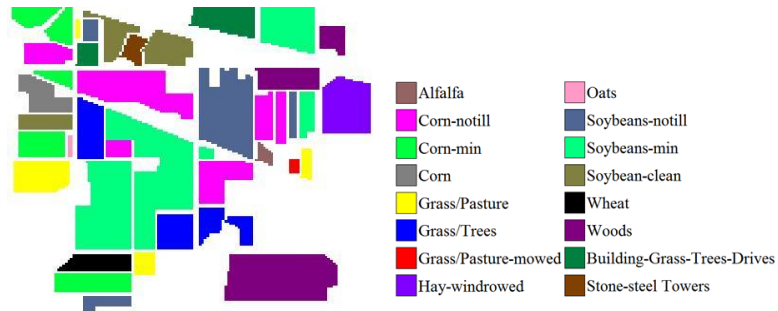 Alfalfa Oats
Corn-notill Soybeans-notill
Corn-min Soybeans-min
Corn Soybean-clean
Grass/Pasture Wheat
Grass/Trees Woods
Grass/Pasture-mowed Building-Grass-Trees-Drives
Hay-windrowed Stone-steel Towers